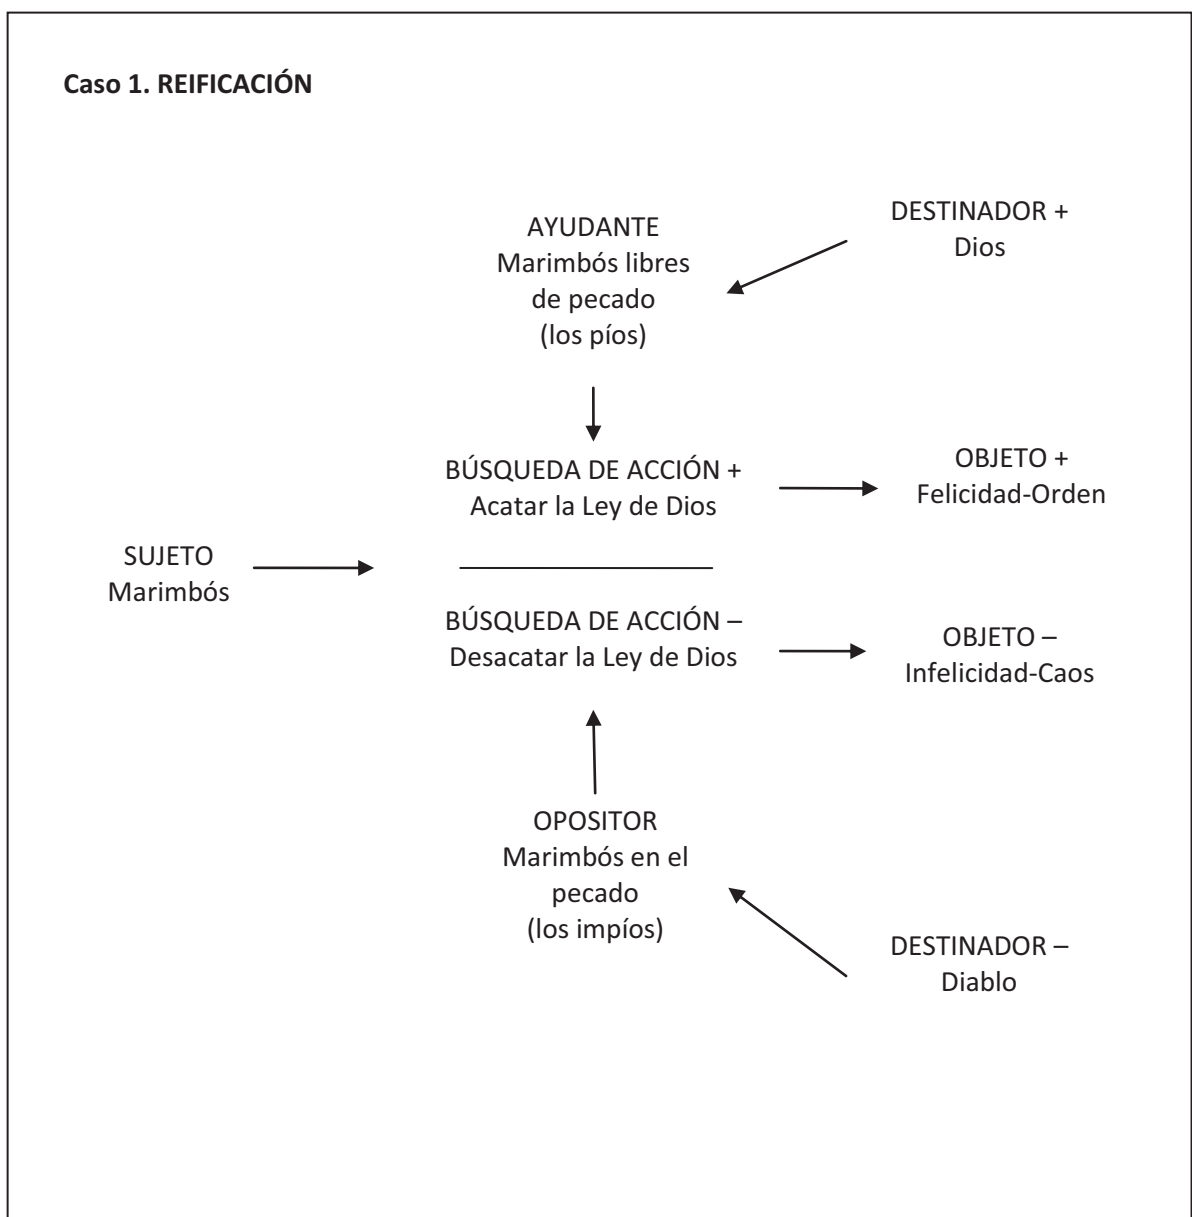 Caso 1. REIFICACIÓN
DESTINADOR +
Dios
AYUDANTE
Marimbós libres
de pecado
(los píos)
BÚSQUEDA DE ACCIÓN +
Acatar la Ley de Dios
OBJETO +
Felicidad-Orden
SUJETO
Marimbós
BÚSQUEDA DE ACCIÓN –
Desacatar la Ley de Dios
OBJETO –
Infelicidad-Caos
OPOSITOR
Marimbós en el
pecado
(los impíos)
DESTINADOR –
Diablo